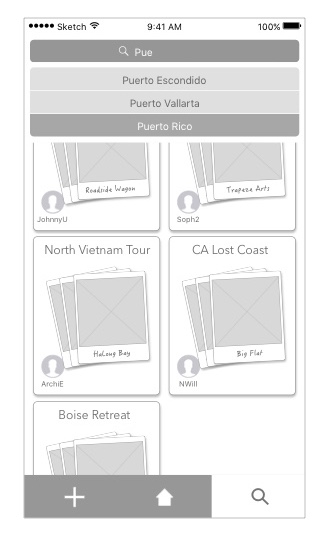 Sketch 9:41 AM 100%
Pue
Puerto Escondido
Puerto Vallarta
Puerto Rico
Roadside Wagon
Trapeze Arts
JohnnyU
Soph2
North Vietnam Tour
CA Lost Coast
HaLong Bay
Big Flat
ArchiE
NWill
Boise Retreat